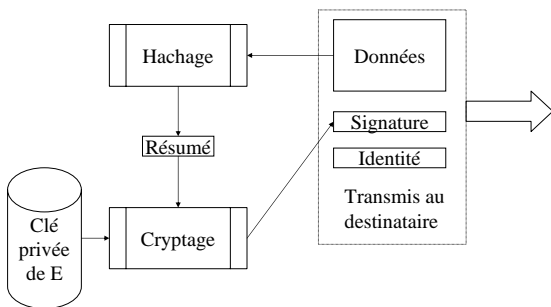 Hachage
Données
Résumé
Signature
Identité
Transmis au
destinataire
Clé
privée
de E
Cryptage